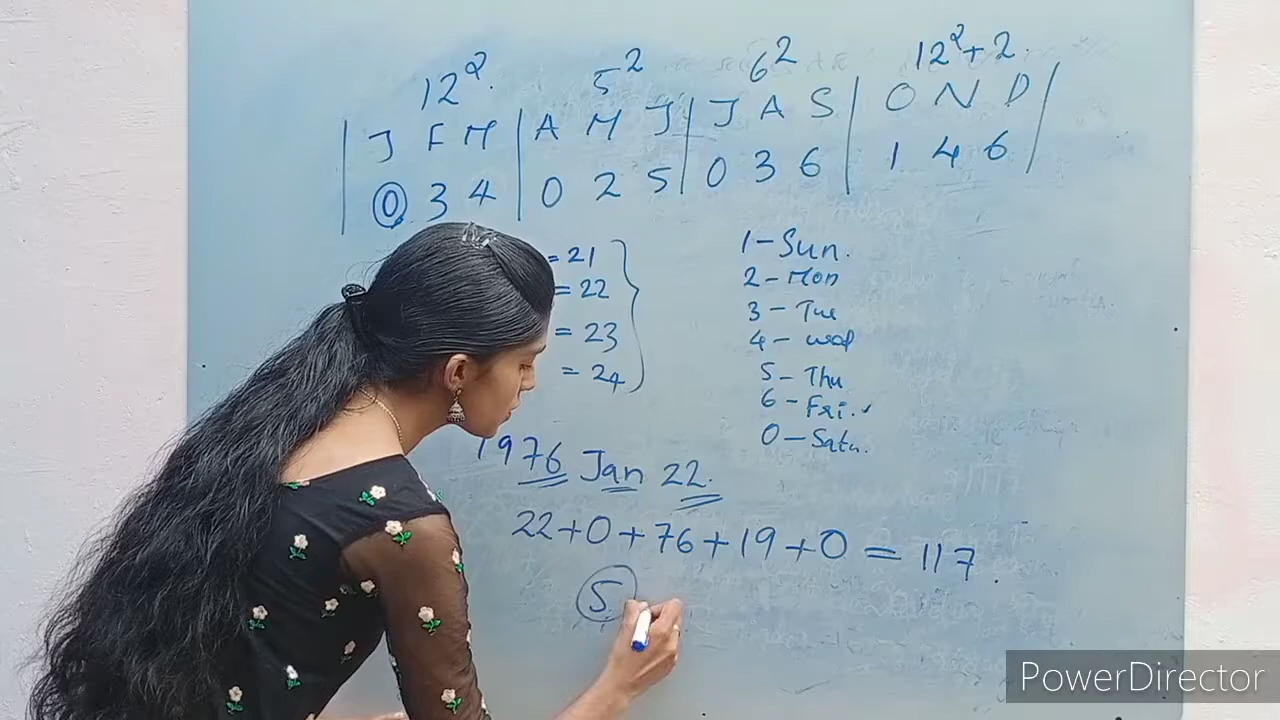 12² 5² 6² 12²+2.
J F M | A M J | J A S | O N D
0 3 4 | 0 2 5 | 0 3 6 | 1 4 6
= 21
= 22
= 23
= 24
1 - Sun.
2 - Mon
3 - Tue
4 - wed
5 - Thu
6 - Fri.
0 - Satu.
1976 Jan 22.
22+0+76+19+0 = 117.
5
PowerDirector